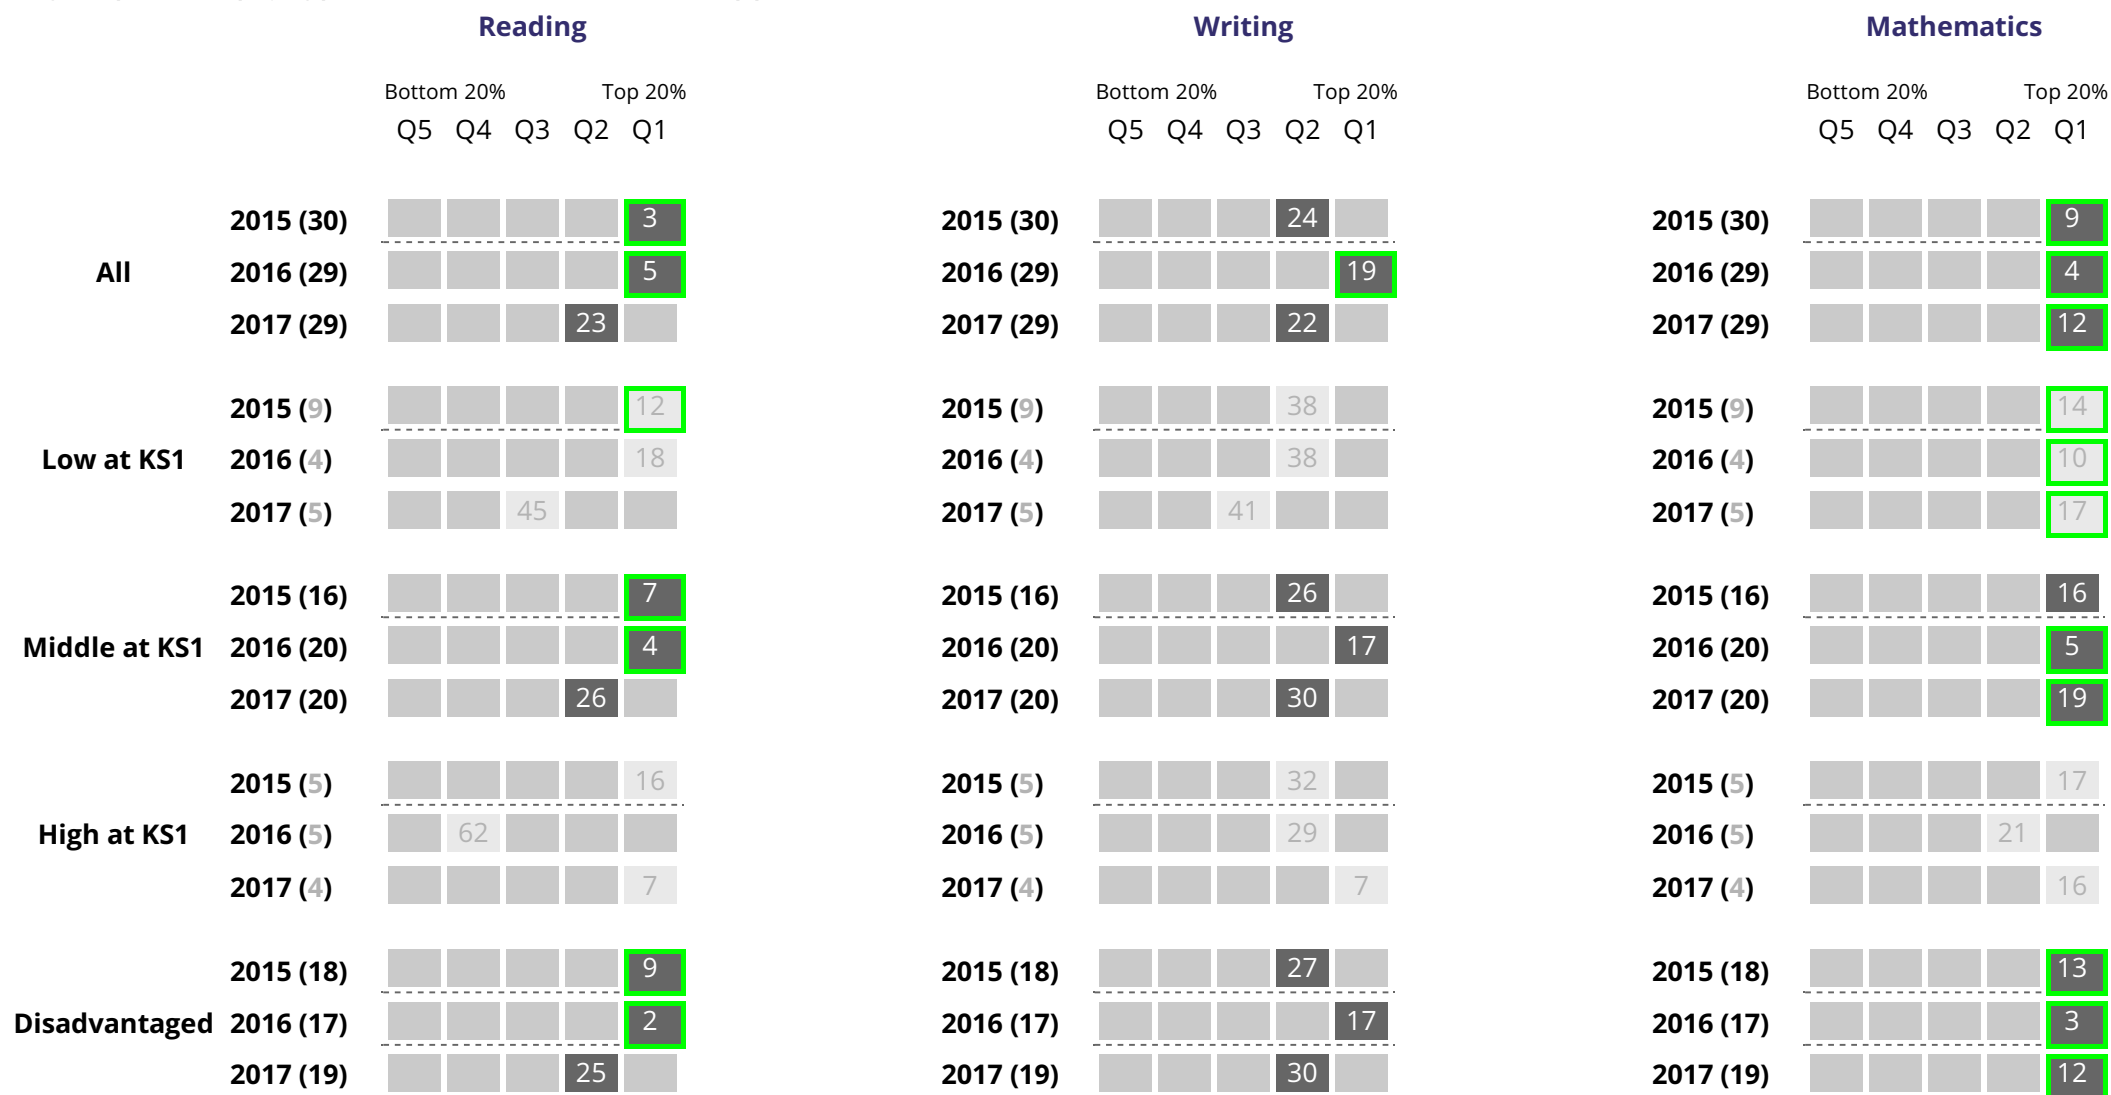 Reading Writing Mathematics
Bottom 20% Top 20% Bottom 20% Top 20% Bottom 20% Top 20%
Q5 Q4 Q3 Q2 Q1 Q5 Q4 Q3 Q2 Q1 Q5 Q4 Q3 Q2 Q1
2015 (30) 3 2015 (30) 24 2015 (30) 9
All 2016 (29) 5 2016 (29) 19 2016 (29) 4
2017 (29) 23 2017 (29) 22 2017 (29) 12
2015 (9) 12 2015 (9) 38 2015 (9) 14
Low at KS1 2016 (4) 18 2016 (4) 38 2016 (4) 10
2017 (5) 45 2017 (5) 41 2017 (5) 17
2015 (16) 7 2015 (16) 26 2015 (16) 16
Middle at KS1 2016 (20) 4 2016 (20) 17 2016 (20) 5
2017 (20) 26 2017 (20) 30 2017 (20) 19
2015 (5) 16 2015 (5) 32 2015 (5) 17
High at KS1 2016 (5) 62 2016 (5) 29 2016 (5) 21
2017 (4) 7 2017 (4) 7 2017 (4) 16
2015 (18) 9 2015 (18) 27 2015 (18) 13
Disadvantaged 2016 (17) 2 2016 (17) 17 2016 (17) 3
2017 (19) 25 2017 (19) 30 2017 (19) 12